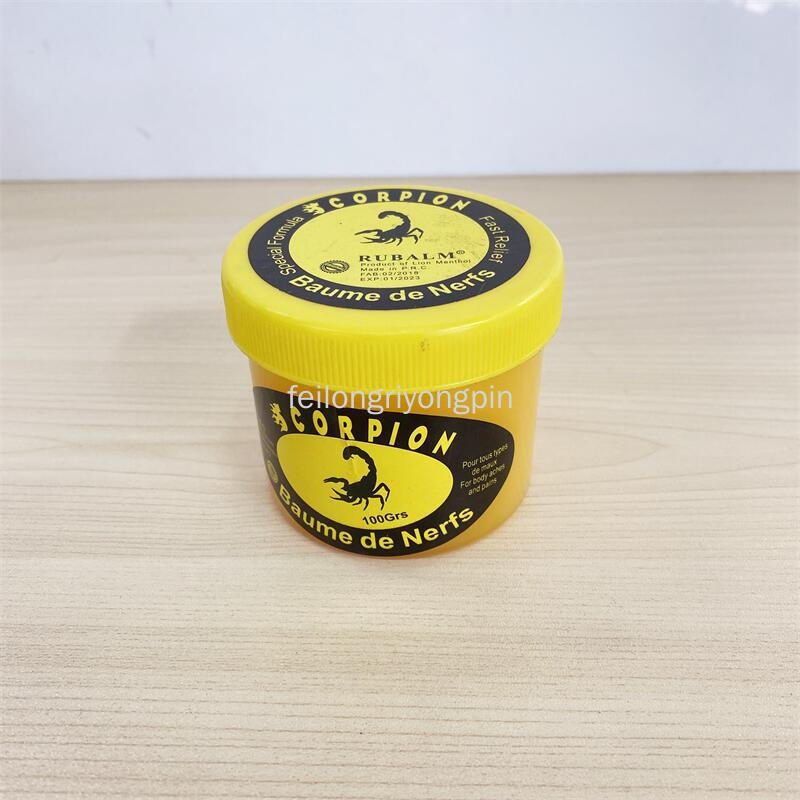 SCORPION
Special Formula
Fast Relief
RUBALM®
Product of Lion Menthol
Made in P.R.C.
FAB:02/2018
EXP:01/2023
Baume de Nerfs
feilongriyongpin
SCORPION
Pour tous types
de maux
For body aches
and pains
100Grs
Baume de Nerfs